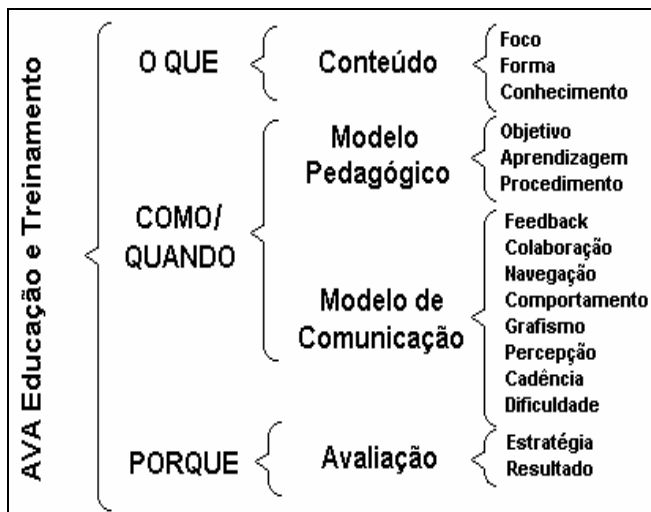 AVA Educação e Treinamento
O QUE
Conteúdo
Foco
Forma
Conhecimento
COMO/
QUANDO
Modelo
Pedagógico
Objetivo
Aprendizagem
Procedimento
Modelo de
Comunicação
Feedback
Colaboração
Navegação
Comportamento
Grafismo
Percepção
Cadência
Dificuldade
PORQUE
Avaliação
Estratégia
Resultado